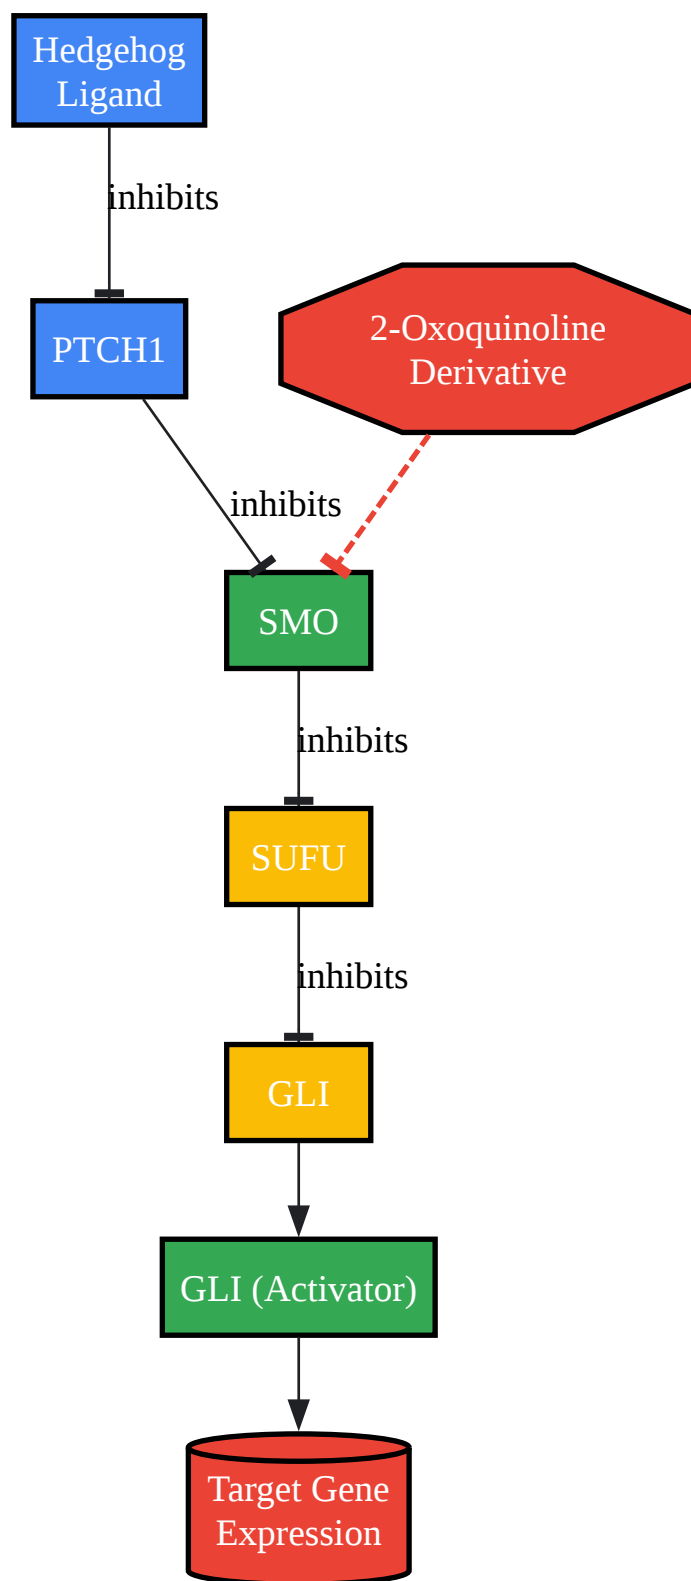 Hedgehog
Ligand
inhibits
PTCH1
2-Oxoquinoline
Derivative
inhibits
SMO
inhibits
SUFU
inhibits
GLI
GLI (Activator)
Target Gene
Expression